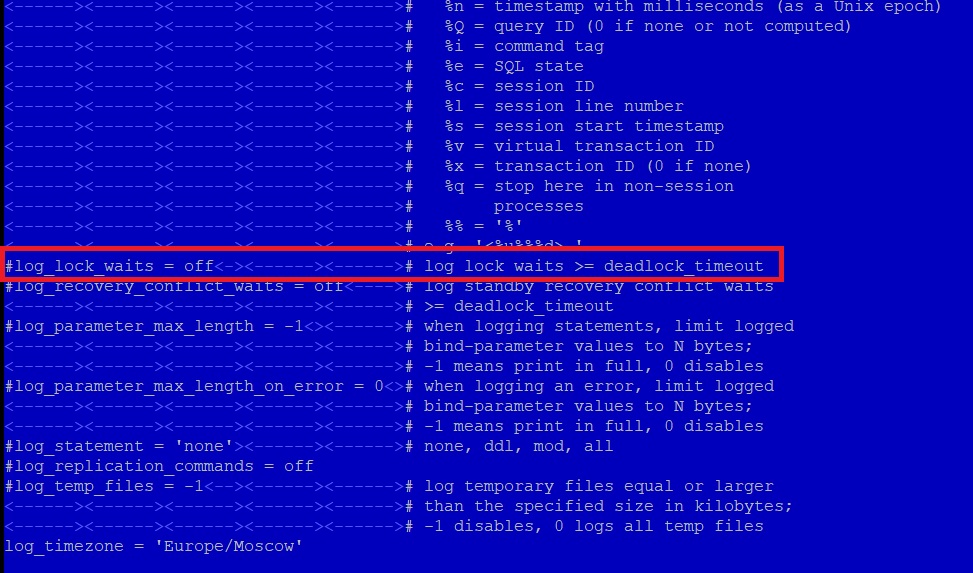 <------><------><------><------><------># %n = timestamp with milliseconds (as a Unix epoch)
<------><------><------><------><------># %Q = query ID (0 if none or not computed)
<------><------><------><------><------># %i = command tag
<------><------><------><------><------># %e = SQL state
<------><------><------><------><------># %c = session ID
<------><------><------><------><------># %l = session line number
<------><------><------><------><------># %s = session start timestamp
<------><------><------><------><------># %v = virtual transaction ID
<------><------><------><------><------># %x = transaction ID (0 if none)
<------><------><------><------><------># %q = stop here in non-session
<------><------><------><------><------># processes
<------><------><------><------><------># %% = '%'
<------><------><------><------><------># e.g. '<%u%%%d> '
#log_lock_waits = off<--><------><------># log lock waits >= deadlock_timeout
#log_recovery_conflict_waits = off<----># log standby recovery conflict waits
<------><------><------><------><------># >= deadlock_timeout
#log_parameter_max_length = -1<><------># when logging statements, limit logged
<------><------><------><------><------># bind-parameter values to N bytes;
<------><------><------><------><------># -1 means print in full, 0 disables
#log_parameter_max_length_on_error = 0<># when logging an error, limit logged
<------><------><------><------><------># bind-parameter values to N bytes;
<------><------><------><------><------># -1 means print in full, 0 disables
#log_statement = 'none'><------><------># none, ddl, mod, all
#log_replication_commands = off
#log_temp_files = -1<--><------><------># log temporary files equal or larger
<------><------><------><------><------># than the specified size in kilobytes;
<------><------><------><------><------># -1 disables, 0 logs all temp files
log_timezone = 'Europe/Moscow'